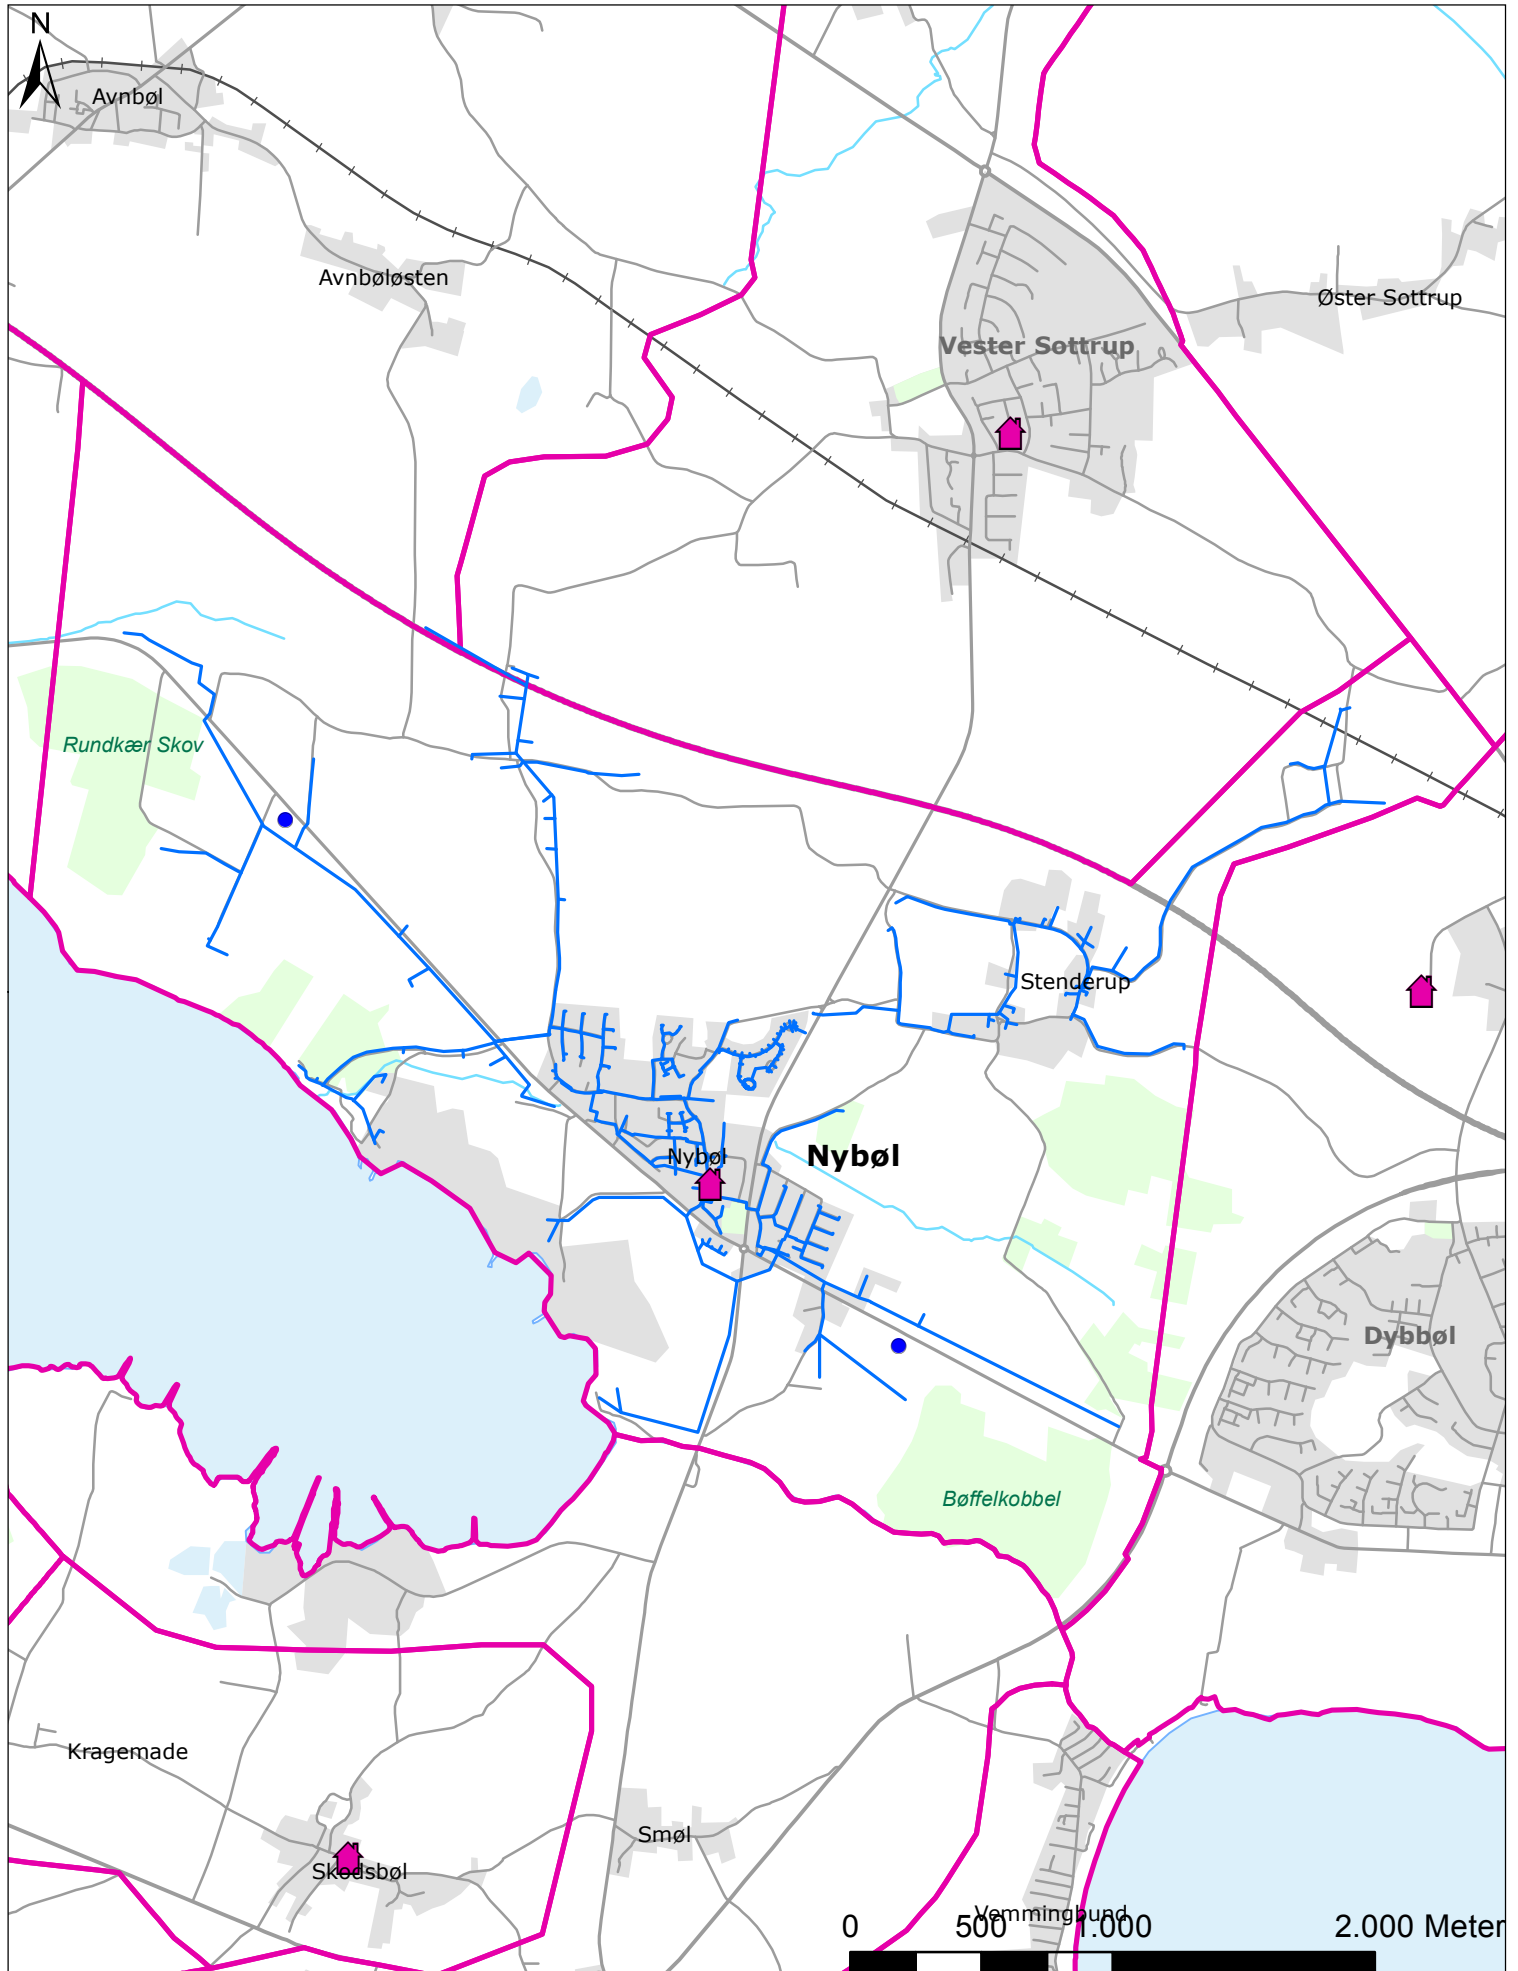 N
Avnbøl
Avnbøløsten
Øster Sottrup
Vester Sottrup
Rundkær Skov
Stenderup
Nybøl
Nybøl
Dybbøl
Bøffelkobbel
Kragemade
Smøl
Skodsbøl
Vemmingbund
0 500 1.000 2.000 Meter